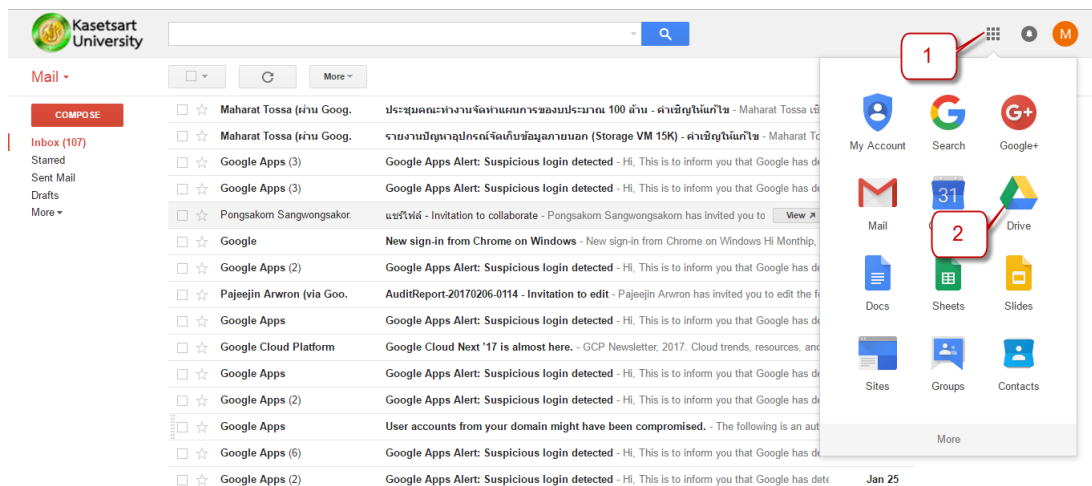 Kasetsart
University
1
M
Mail
More
COMPOSE
Inbox (107)
Starred
Sent Mail
Drafts
More
Maharat Tossa (ผ่าน Goog. ประชุมคณะทำงานจัดทำแผนการของบประมาณ 100 ล้าน - คำเชิญให้แก้ไข - Maharat Tossa
Maharat Tossa (ผ่าน Goog. รายงานปัญหาอุปกรณ์จัดเก็บข้อมูลภายนอก (Storage VM 15K) - คำเชิญให้แก้ไข - Maharat To
Google Apps (3) Google Apps Alert: Suspicious login detected - Hi, This is to inform you that Google has de
Google Apps (3) Google Apps Alert: Suspicious login detected - Hi, This is to inform you that Google has de
Pongsakorn Sangwongsakor. แชร์ไฟล์ - Invitation to collaborate - Pongsakorn Sangwongsakorn has invited you to View
Google New sign-in from Chrome on Windows - New sign-in from Chrome on Windows Hi Monthip,
Google Apps (2) Google Apps Alert: Suspicious login detected - Hi, This is to inform you that Google has de
Pajeejin Arwron (via Goo. AuditReport-20170206-0114 - Invitation to edit - Pajeejin Arwron has invited you to edit the f
Google Apps Google Apps Alert: Suspicious login detected - Hi, This is to inform you that Google has de
Google Cloud Platform Google Cloud Next '17 is almost here. - GCP Newsletter, 2017. Cloud trends, resources, and
Google Apps Google Apps Alert: Suspicious login detected - Hi, This is to inform you that Google has de
Google Apps (2) Google Apps Alert: Suspicious login detected - Hi, This is to inform you that Google has de
Google Apps User accounts from your domain might have been compromised. - The following is an aut
Google Apps (6) Google Apps Alert: Suspicious login detected - Hi, This is to inform you that Google has de
Google Apps (2) Google Apps Alert: Suspicious login detected - Hi, This is to inform you that Google has dete Jan 25
G G+
My Account Search Google+
31
Mail C Drive
2
Docs Sheets Slides
Sites Groups Contacts
More